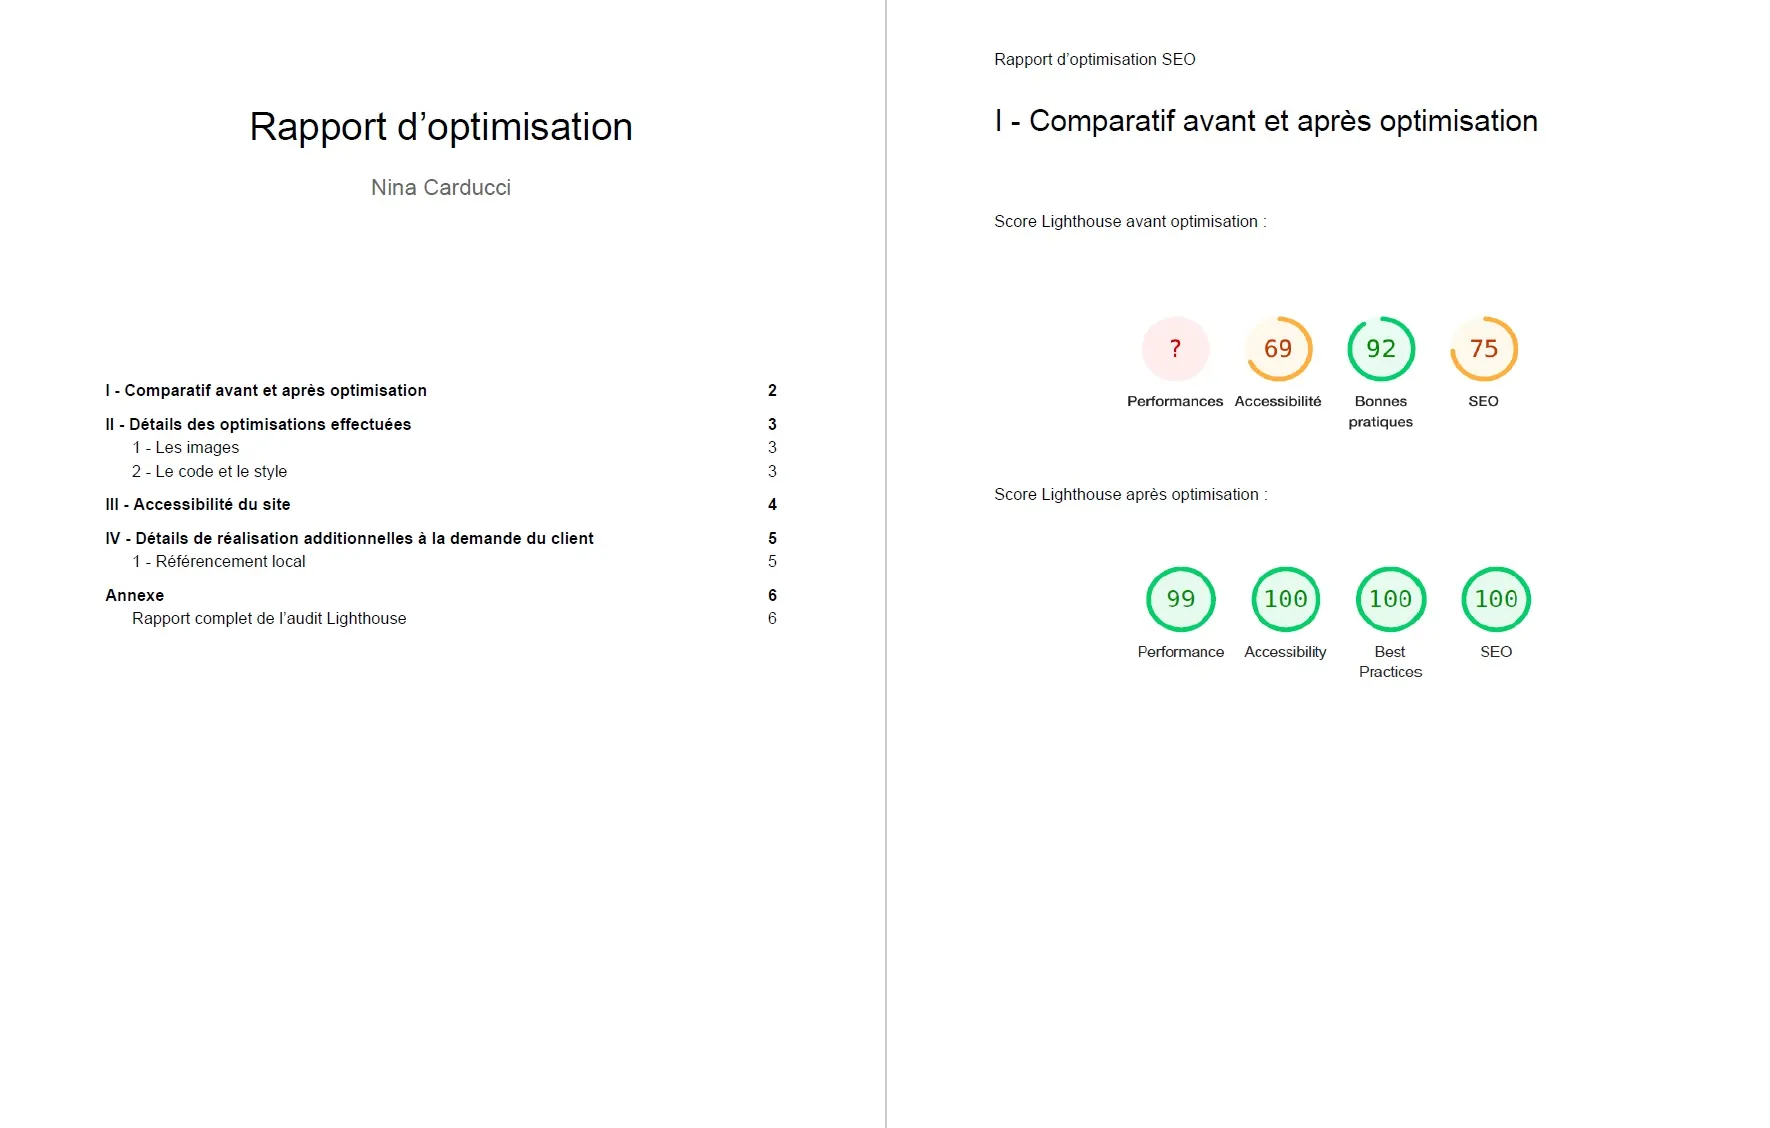 Rapport d’optimisation
Nina Carducci
I - Comparatif avant et après optimisation 2
II - Détails des optimisations effectuées 3
1 - Les images 3
2 - Le code et le style 3
III - Accessibilité du site 4
IV - Détails de réalisation additionnelles à la demande du client 5
1 - Référencement local 5
Annexe 6
Rapport complet de l’audit Lighthouse 6
Rapport d’optimisation SEO
I - Comparatif avant et après optimisation
Score Lighthouse avant optimisation :
? 69 92 75
Performances Accessibilité Bonnes SEO
pratiques
Score Lighthouse après optimisation :
99 100 100 100
Performance Accessibility Best SEO
Practices